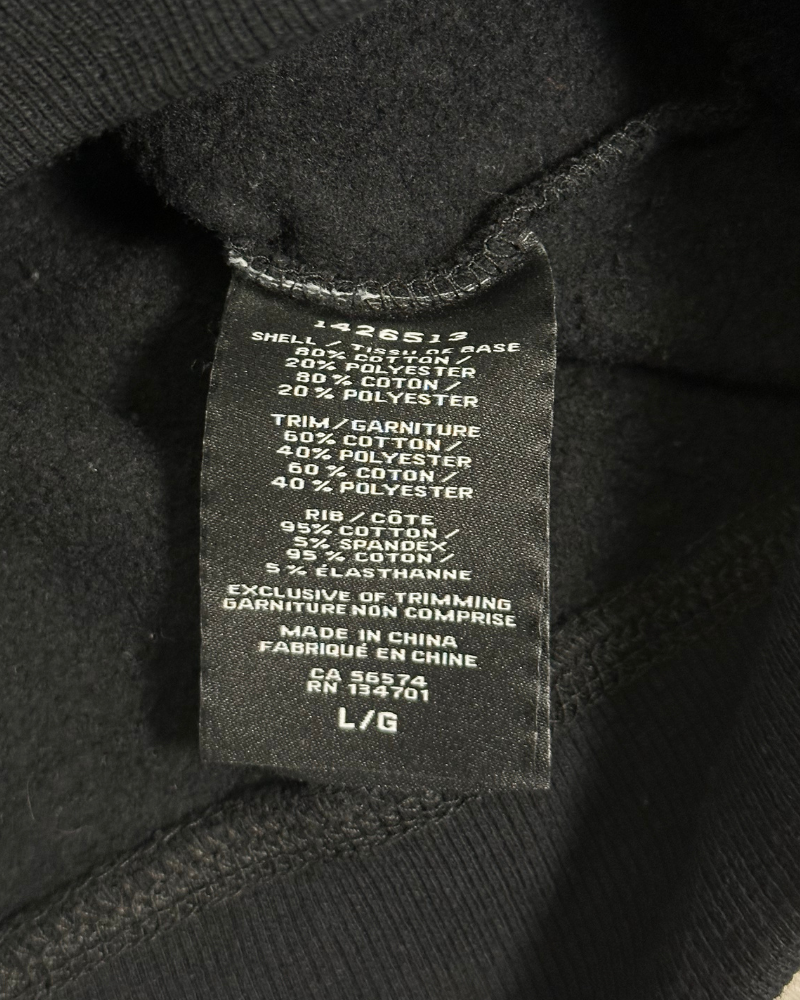 1426513
SHELL / TISSU DE BASE
80% COTTON /
20% POLYESTER
80 % COTON /
20 % POLYESTER
TRIM/GARNITURE
60% COTTON /
40% POLYESTER
60 % COTON /
40 % POLYESTER
RIB / CÔTE
95% COTTON /
5% SPANDEX
95 % COTON /
5 % ÉLASTHANNE
EXCLUSIVE OF TRIMMING
GARNITURE NON COMPRISE
MADE IN CHINA
FABRIQUÉ EN CHINE
CA 56574
RN 134701
L/G